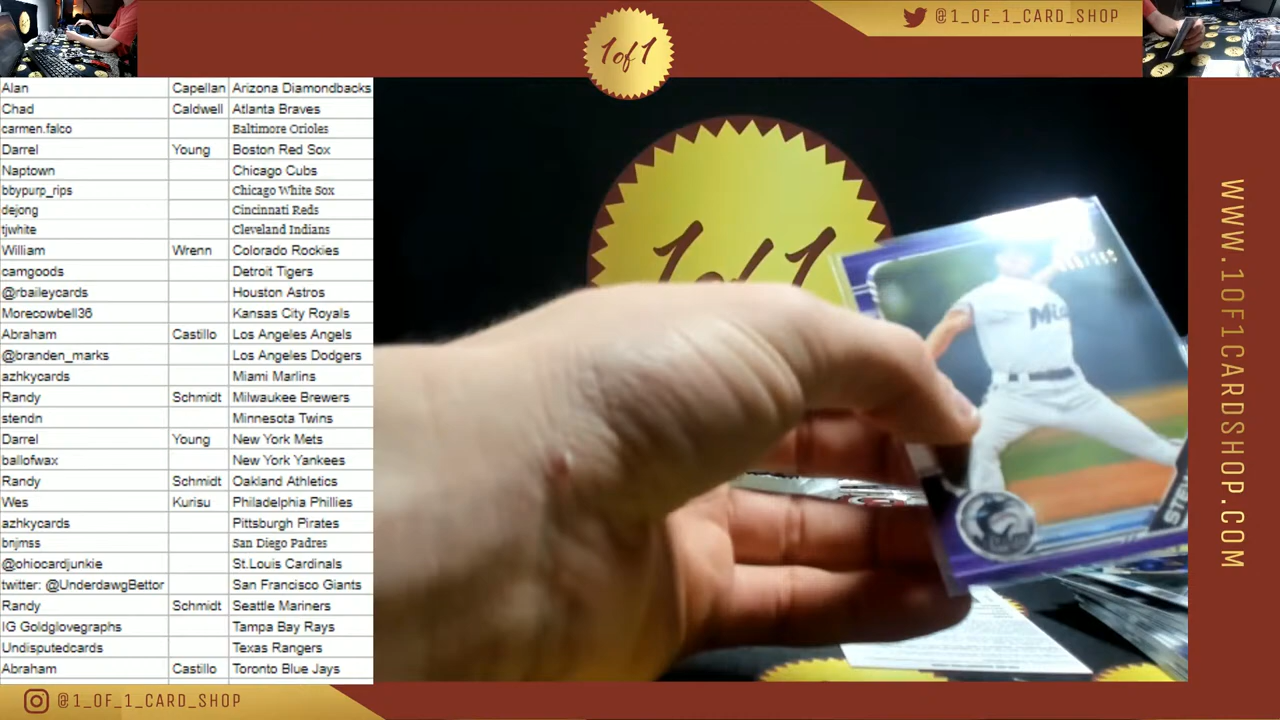 @1_OF_1_CARD_SHOP
1of1
Alan Capellan Arizona Diamondbacks
Chad Caldwell Atlanta Braves
carmen.falco Baltimore Orioles
Darrel Young Boston Red Sox
Naptown Chicago Cubs
bbypurp_rips Chicago White Sox
dejong Cincinnati Reds
tjwhite Cleveland Indians
William Wrenn Colorado Rockies
camgoods Detroit Tigers
@rbaileycards Houston Astros
Morecowbell36 Kansas City Royals
Abraham Castillo Los Angeles Angels
@branden_marks Los Angeles Dodgers
azhkycards Miami Marlins
Randy Schmidt Milwaukee Brewers
stendn Minnesota Twins
Darrel Young New York Mets
ballofwax New York Yankees
Randy Schmidt Oakland Athletics
Wes Kurisu Philadelphia Phillies
azhkycards Pittsburgh Pirates
bnjmss San Diego Padres
@ohiocardjunkie St.Louis Cardinals
twitter: @UnderdawgBettor San Francisco Giants
Randy Schmidt Seattle Mariners
IG Goldglovegraphs Tampa Bay Rays
Undisputedcards Texas Rangers
Abraham Castillo Toronto Blue Jays
1of1
WWW.1OF1CARDSHOP.COM
@1_OF_1_CARD_SHOP